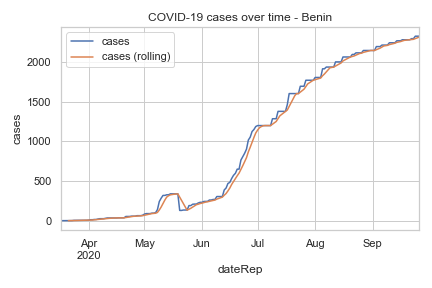 COVID-19 cases over time - Benin
cases
cases (rolling)
2000
1500
1000
500
0
cases
Apr
2020
May
Jun
Jul
Aug
Sep
dateRep